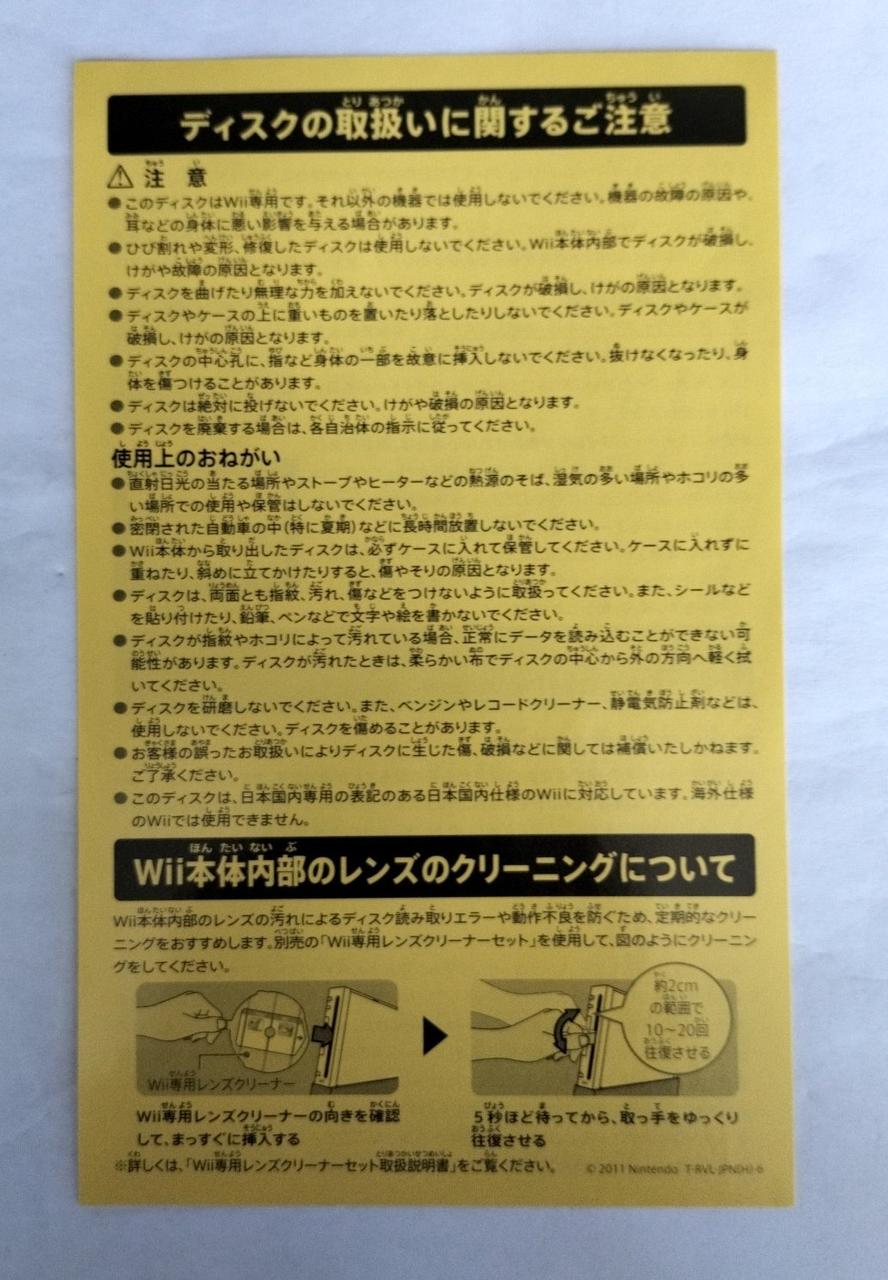 ディスクの取扱いに関するご注意
⚠ 注 意
●このディスクはWii専用です。それ以外の機器では使用しないでください。機器の故障の原因や、
耳などの身体に悪い影響を与える場合があります。
●ひび割れや変形、修復したディスクは使用しないでください。Wii本体内部でディスクが破損し、
けがや故障の原因となります。
●ディスクを曲げたり無理な力を加えないでください。ディスクが破損し、けがの原因となります。
●ディスクやケースの上に重いものを置いたり落としたりしないでください。ディスクやケースが
破損し、けがの原因となります。
●ディスクの中心孔に、指など身体の一部を故意に挿入しないでください。抜けなくなったり、身
体を傷つけることがあります。
●ディスクは絶対に投げないでください。けがや破損の原因となります。
●ディスクを廃棄する場合は、各自治体の指示に従ってください。
使用上のおねがい
●直射日光の当たる場所やストーブやヒーターなどの熱源のそば、湿気の多い場所やホコリの多
い場所での使用や保管はしないでください。
●密閉された自動車の中(特に夏期)などに長時間放置しないでください。
●Wii本体から取り出したディスクは、必ずケースに入れて保管してください。ケースに入れずに
重ねたり、斜めに立てかけたりすると、傷やそりの原因となります。
●ディスクは、両面とも指紋、汚れ、傷などをつけないように取扱ってください。また、シールなど
を貼り付けたり、鉛筆、ペンなどで文字や絵を書かないでください。
●ディスクが指紋やホコリによって汚れている場合、正常にデータを読み込むことができない可
能性があります。ディスクが汚れたときは、柔らかい布でディスクの中心から外の方向へ軽く拭
いてください。
●ディスクを研磨しないでください。また、ベンジンやレコードクリーナー、静電気防止剤などは、
使用しないでください。ディスクを傷めることがあります。
●お客様の誤ったお取扱いによりディスクに生じた傷、破損などに関しては補償いたしかねます。
ご了承ください。
●このディスクは、日本国内専用の表記のある日本国内仕様のWiiに対応しています。海外仕様
のWiiでは使用できません。
Wii本体内部のレンズのクリーニングについて
Wii本体内部のレンズの汚れによるディスク読み取りエラーや動作不良を防ぐため、定期的なクリー
ニングをおすすめします。別売の「Wii専用レンズクリーナーセット」を使用して、図のようにクリーニン
グをしてください。
Wii専用レンズクリーナー
約2cm
の範囲で
10～20回
往復させる
Wii専用レンズクリーナーの向きを確認
して、まっすぐに挿入する
5秒ほど待ってから、取っ手をゆっくり
往復させる
※詳しくは、「Wii専用レンズクリーナーセット取扱説明書」をご覧ください。
© 2011 Nintendo T-RVL-JPN(H)-6